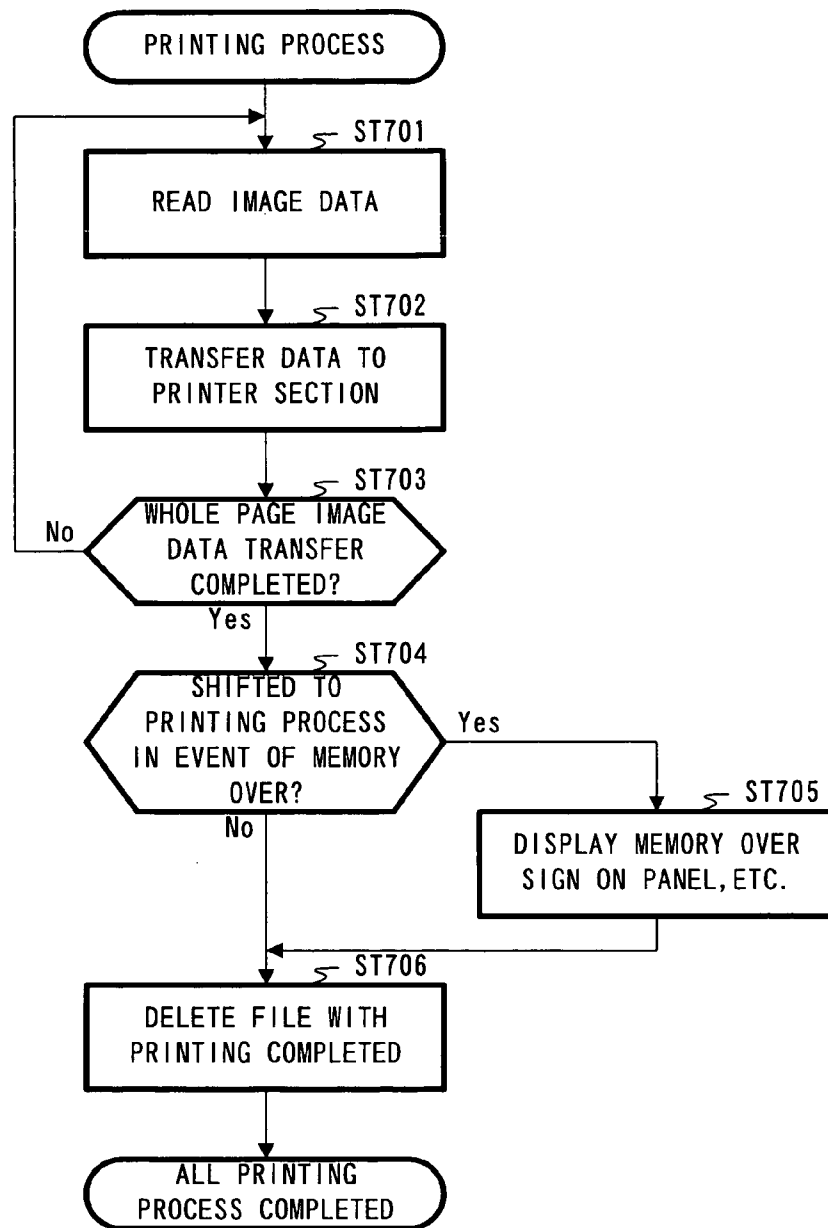 PRINTING PROCESS
ST701
READ IMAGE DATA
ST702
TRANSFER DATA TO
PRINTER SECTION
ST703
WHOLE PAGE IMAGE
DATA TRANSFER
COMPLETED?
No
Yes
ST704
SHIFTED TO
PRINTING PROCESS
IN EVENT OF MEMORY
OVER?
Yes
No
ST705
DISPLAY MEMORY OVER
SIGN ON PANEL,ETC.
ST706
DELETE FILE WITH
PRINTING COMPLETED
ALL PRINTING
PROCESS COMPLETED